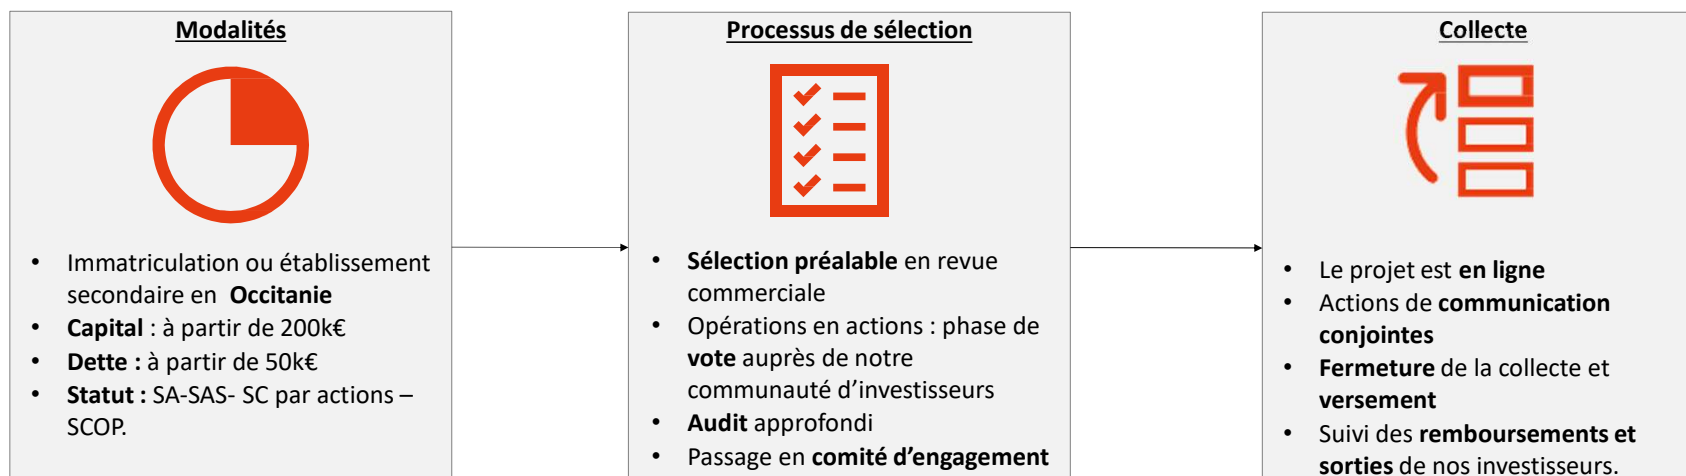 Modalités
• Immatriculation ou établissement
secondaire en Occitanie
• Capital : à partir de 200k€
• Dette : à partir de 50k€
• Statut : SA-SAS- SC par actions –
SCOP.
Processus de sélection
• Sélection préalable en revue
commerciale
• Opérations en actions : phase de
vote auprès de notre
communauté d’investisseurs
• Audit approfondi
• Passage en comité d’engagement
Collecte
• Le projet est en ligne
• Actions de communication
conjointes
• Fermeture de la collecte et
versement
• Suivi des remboursements et
sorties de nos investisseurs.